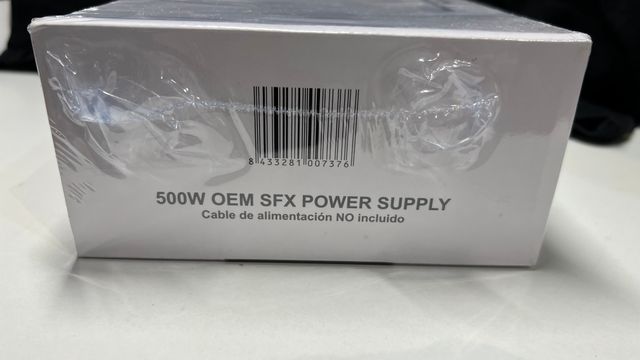 8 433281 007376
500W OEM SFX POWER SUPPLY
Cable de alimentación NO incluido